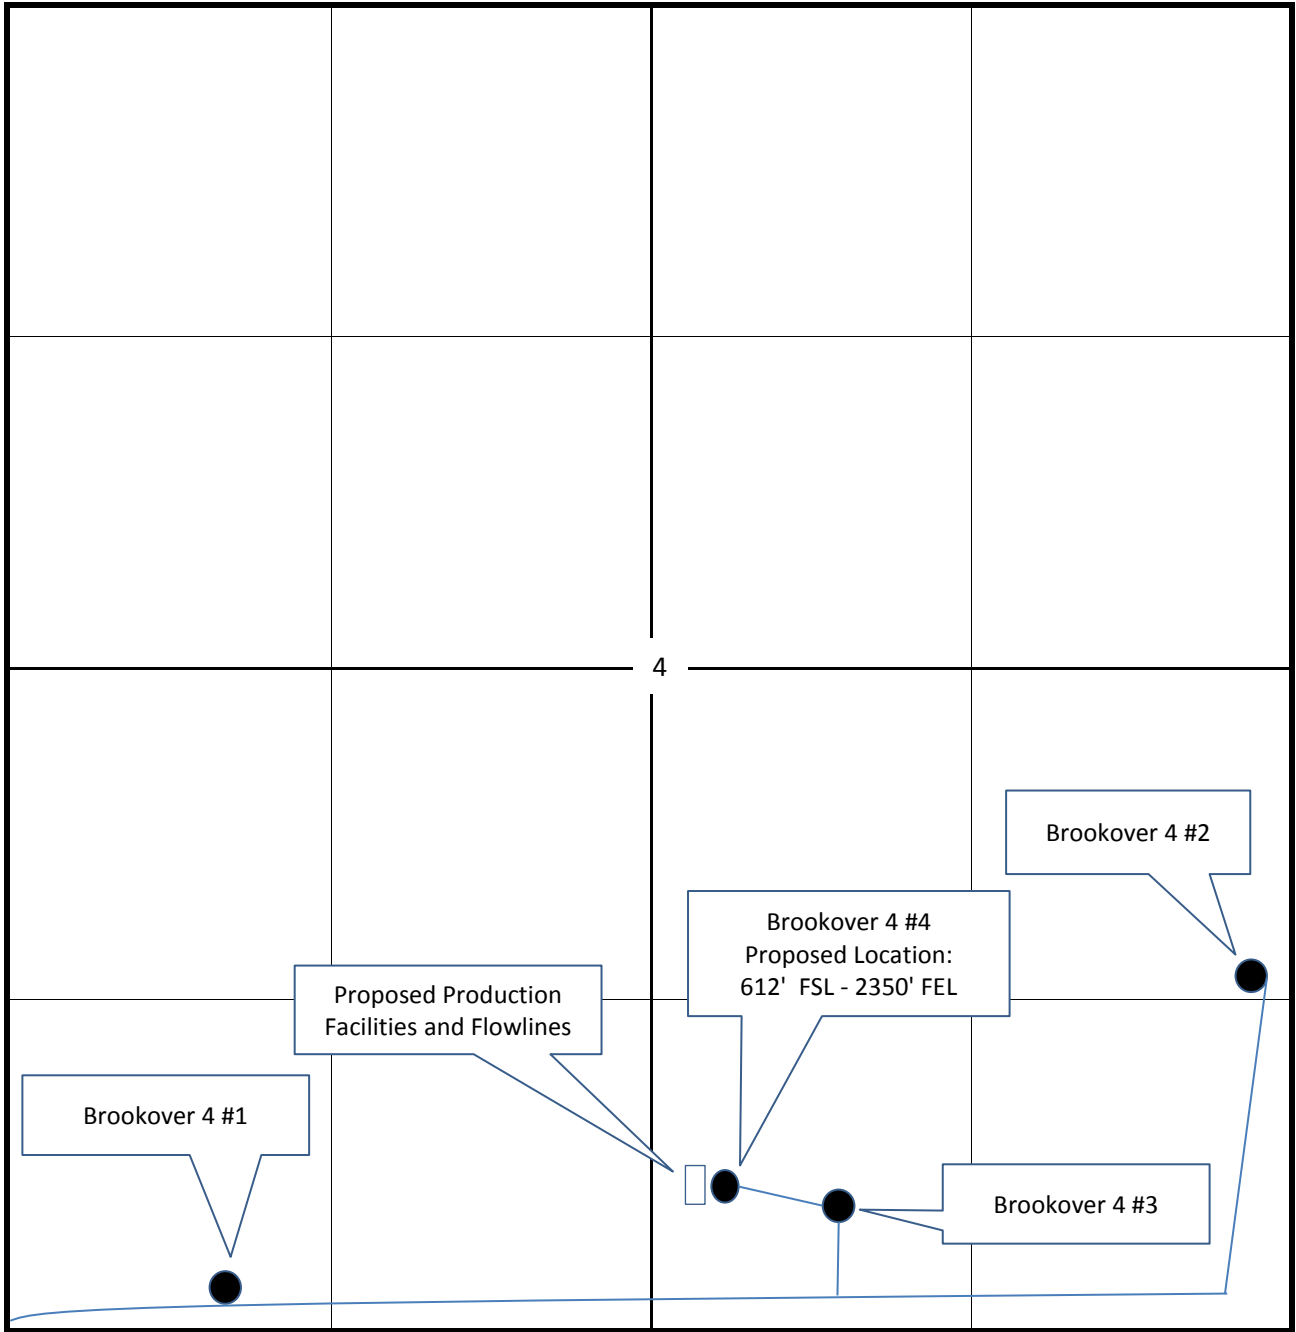 4
Brookover 4 #2
Brookover 4 #4
Proposed Location:
612' FSL - 2350' FEL
Proposed Production
Facilities and Flowlines
Brookover 4 #1
Brookover 4 #3